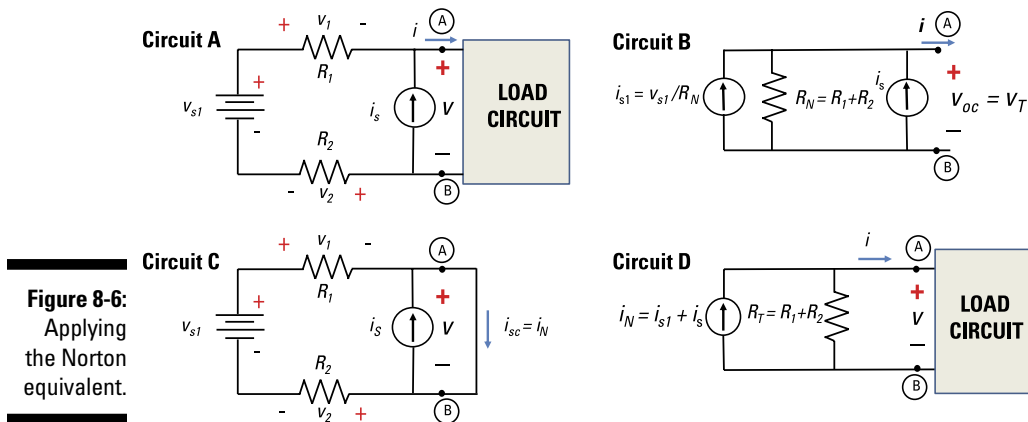 Circuit A
+ v1 -
R1
i
A
+
vs1
+
-
is
V
–
R2
- v2 +
B
LOAD
CIRCUIT
Circuit B
is1 = vs1/RN
RN = R1+R2
is
i
A
+
voc = vT
–
B
Circuit C
+ v1 -
R1
A
+
vs1
+
-
iS
V
–
isc = iN
R2
- v2 +
B
Circuit D
i
A
iN = is1 + is
RT = R1+R2
+
V
–
B
LOAD
CIRCUIT
Figure 8-6:
Applying
the Norton
equivalent.